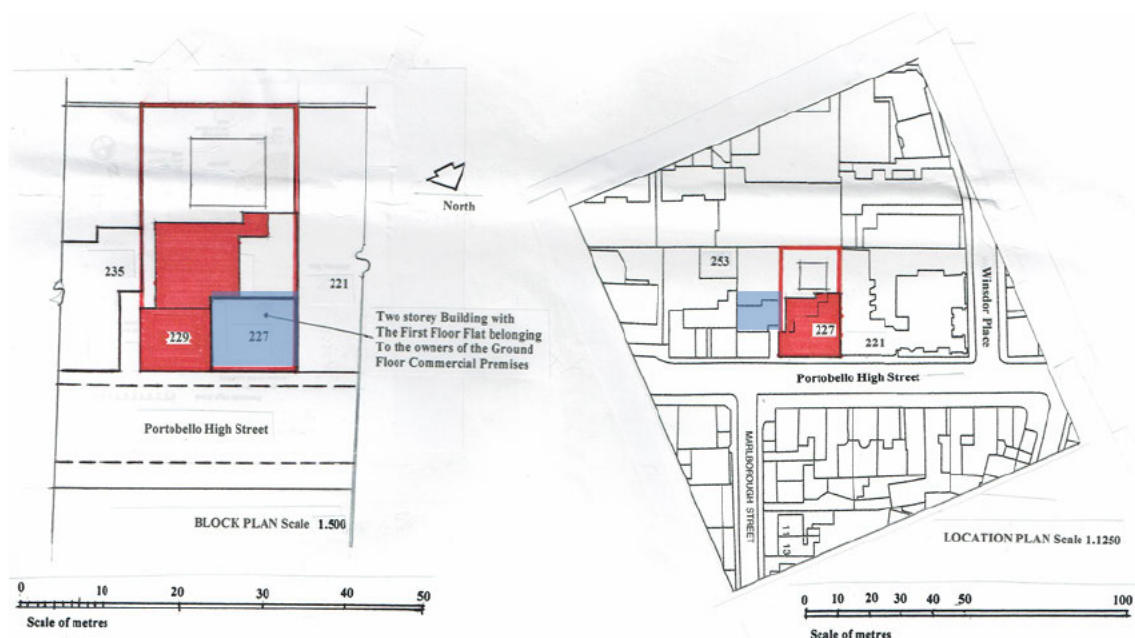 235
221
229
227
North
Two storey Building with
The First Floor Flat belonging
To the owners of the Ground
Floor Commercial Premises
Portobello High Street
BLOCK PLAN Scale 1.500
0 10 20 30 40 50
Scale of metres
253
227
221
Winsdor Place
Portobello High Street
MARLBOROUGH STREET
11
13
LOCATION PLAN Scale 1.1250
0 10 20 30 40 50 100
Scale of metres